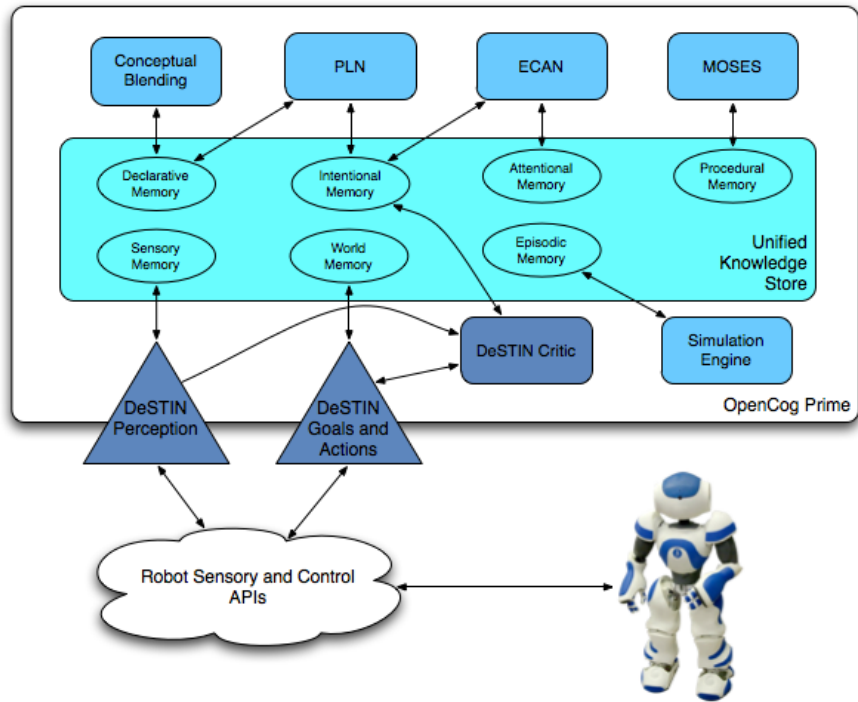 Conceptual
Blending
PLN
ECAN
MOSES
Declarative
Memory
Intentional
Memory
Attentional
Memory
Procedural
Memory
Sensory
Memory
World
Memory
Episodic
Memory
Unified
Knowledge
Store
DeSTIN Critic
Simulation
Engine
DeSTIN
Perception
DeSTIN
Goals and
Actions
OpenCog Prime
Robot Sensory and Control
APIs